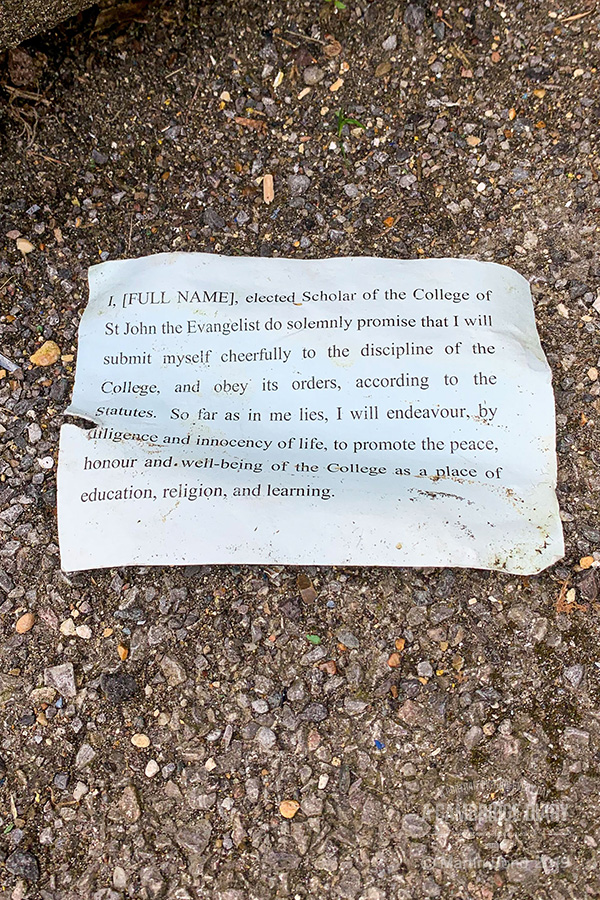 I, [FULL NAME], elected Scholar of the College of
St John the Evangelist do solemnly promise that I will
submit myself cheerfully to the discipline of the
College, and obey its orders, according to the
Statutes. So far as in me lies, I will endeavour, by
diligence and innocency of life, to promote the peace,
honour and well-being of the College as a place of
education, religion, and learning.
A CAMBRIDGE DIARY